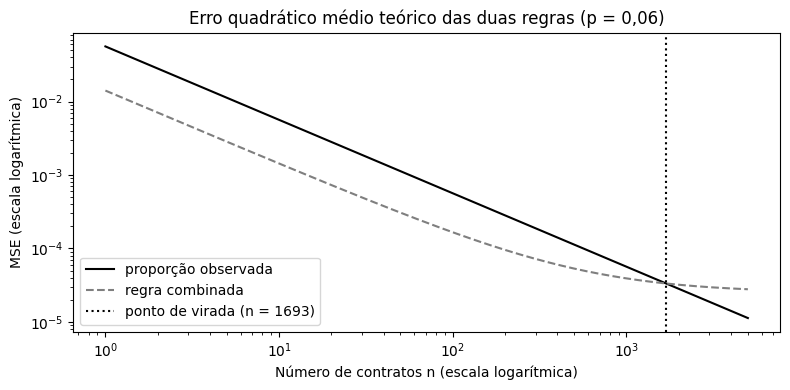 Erro quadrático médio teórico das duas regras (p = 0,06)
MSE (escala logarítmica)
10⁻²
10⁻³
10⁻⁴
10⁻⁵
proporção observada
regra combinada
ponto de virada (n = 1693)
10⁰
10¹
10²
10³
Número de contratos n (escala logarítmica)